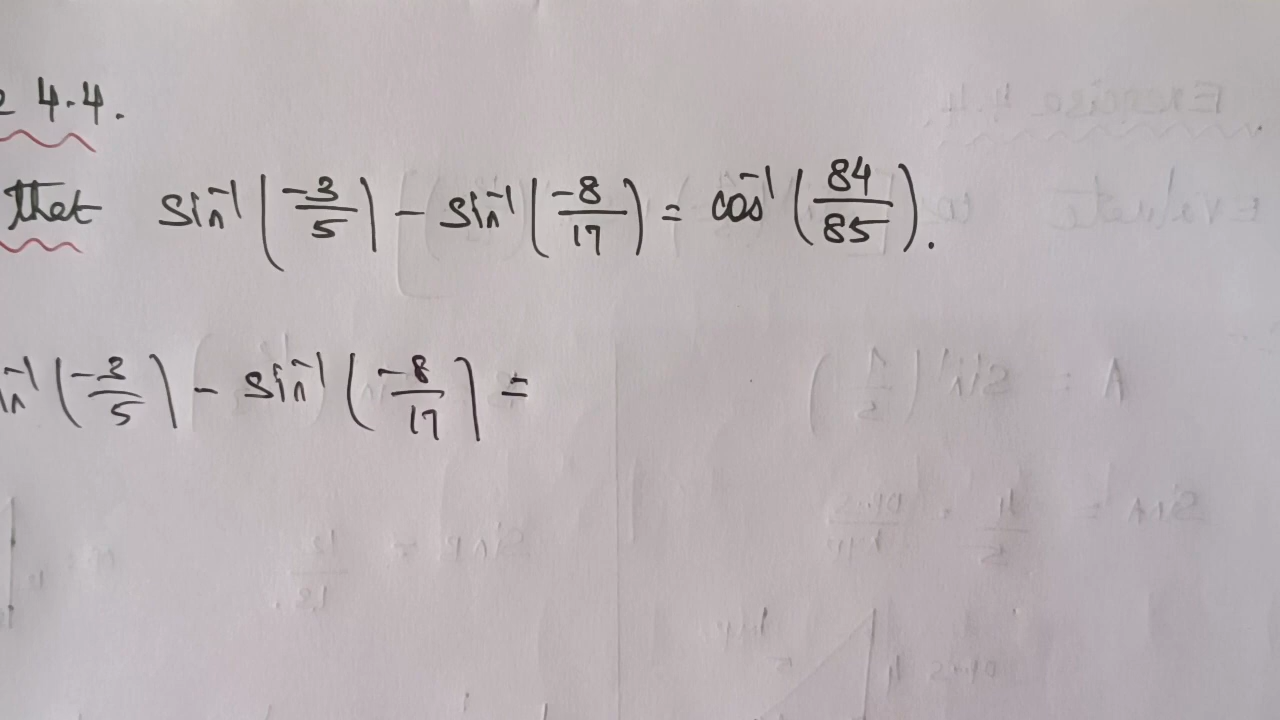 4.4.
that sin⁻¹(-3/5) - sin⁻¹(-8/17) = cos⁻¹(84/85).
sin⁻¹(-3/5) - sin⁻¹(-8/17) =